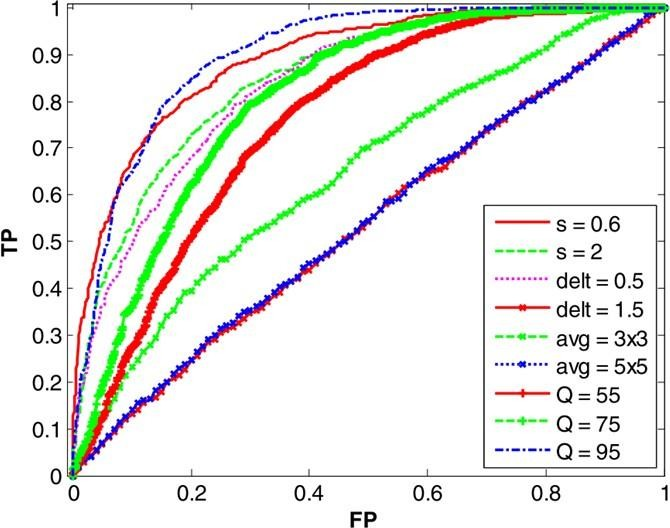 1
0.9
0.8
0.7
0.6
0.5
0.4
0.3
0.2
0.1
0
TP
s = 0.6
s = 2
delt = 0.5
delt = 1.5
avg = 3x3
avg = 5x5
Q = 55
Q = 75
Q = 95
0 0.2 0.4 0.6 0.8 1
FP